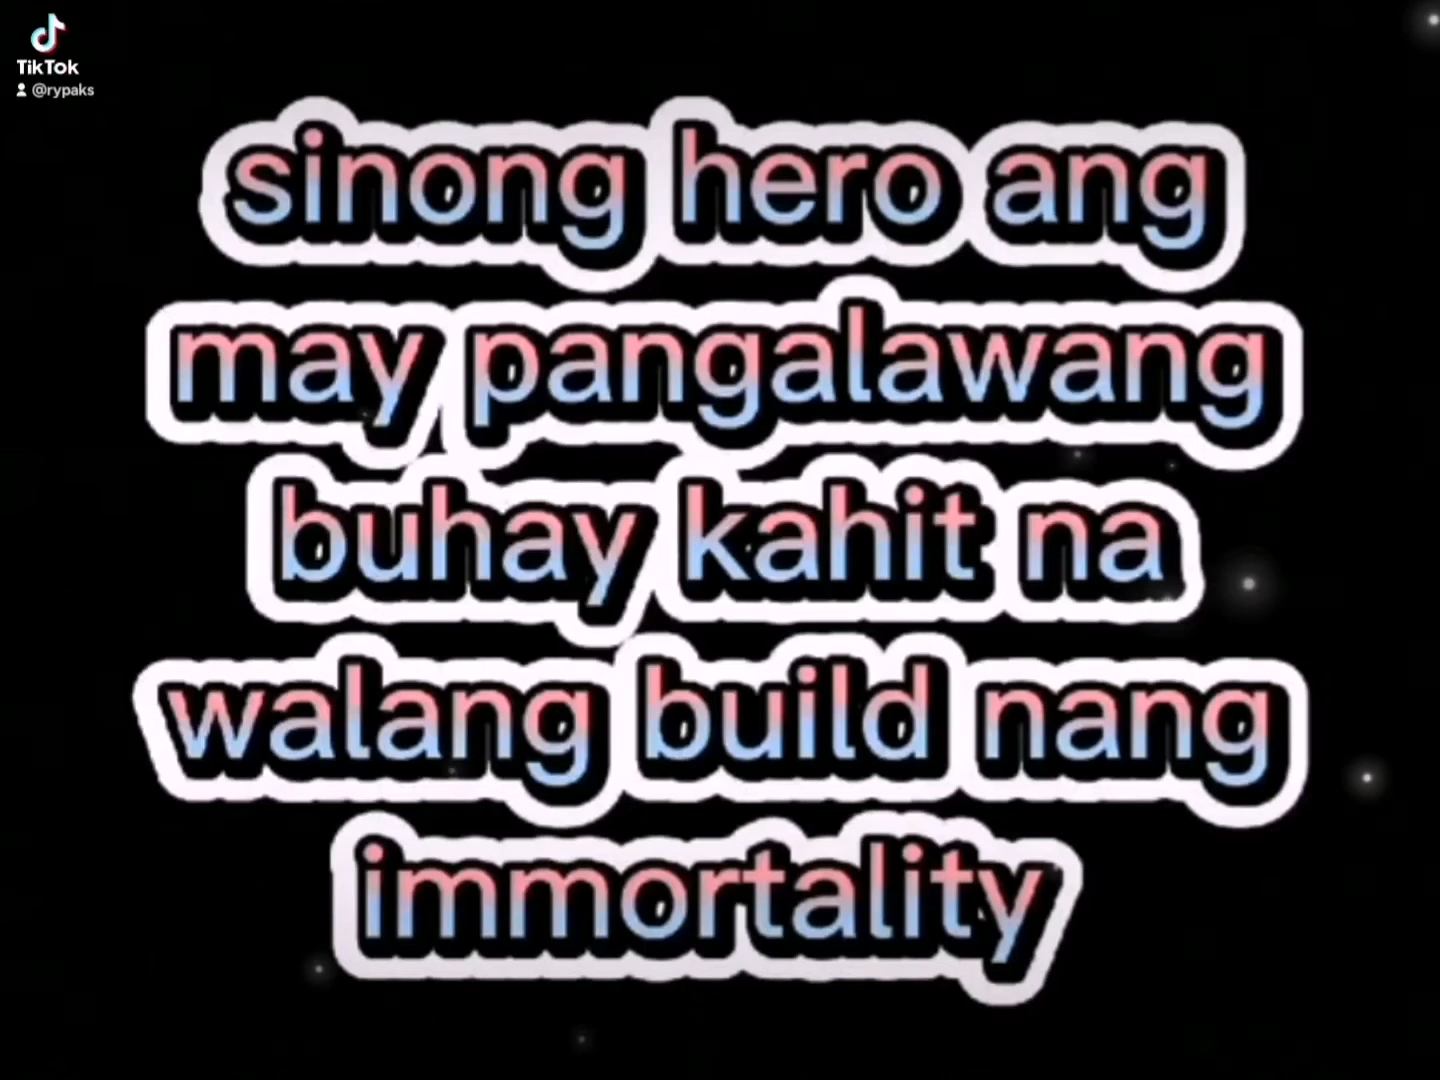 TikTok
@rypaks
sinong hero ang
may pangalawang
buhay kahit na
walang build nang
immortality